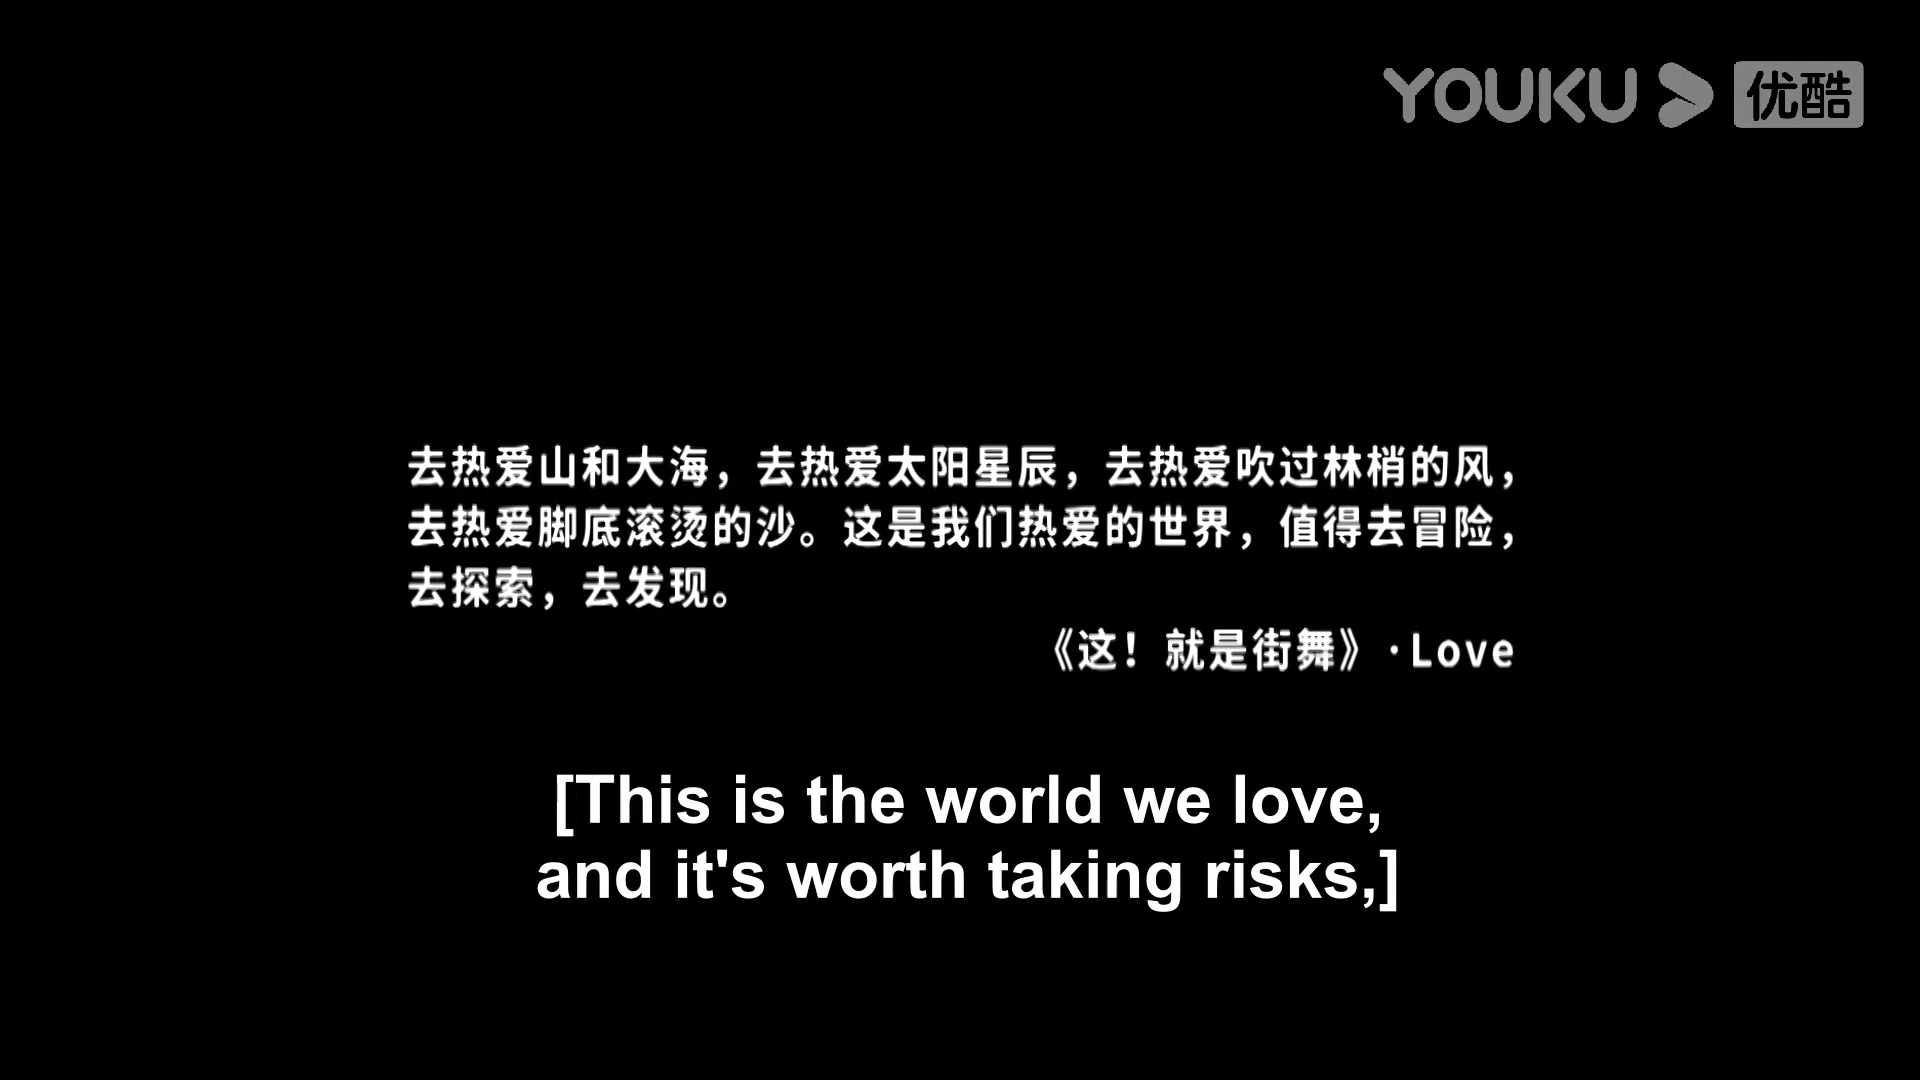 YOUKU 优酷
去热爱山和大海，去热爱太阳星辰，去热爱吹过林梢的风，
去热爱脚底滚烫的沙。这是我们热爱的世界，值得去冒险，
去探索，去发现。
《这！就是街舞》·Love
[This is the world we love,
and it's worth taking risks,]